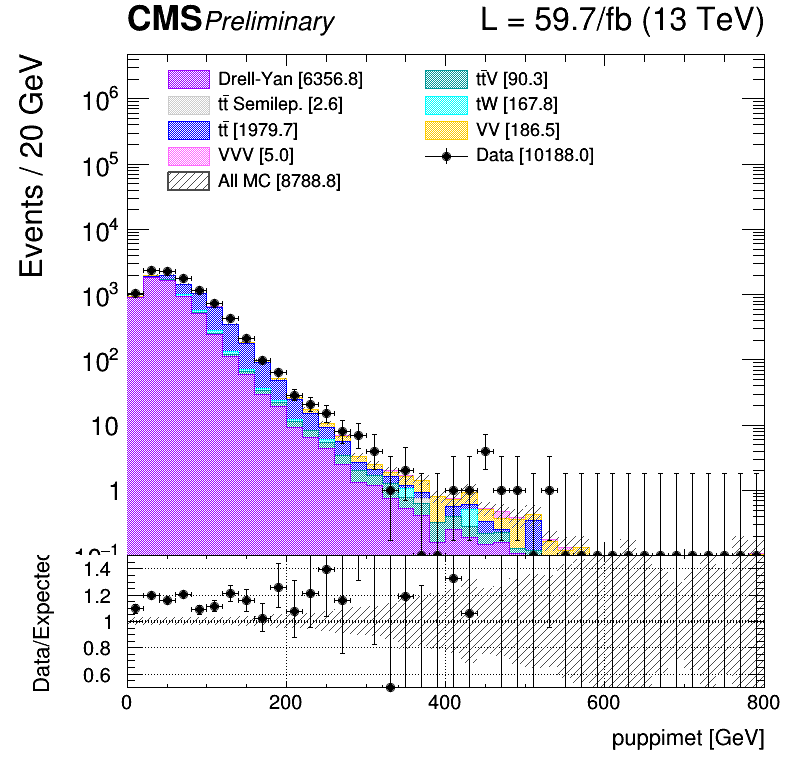 CMS Preliminary L = 59.7/fb (13 TeV)
Events / 20 GeV
Drell-Yan [6356.8]
tt̄ Semilep. [2.6]
tt̄ [1979.7]
VVV [5.0]
All MC [8788.8]
tt̄V [90.3]
tW [167.8]
VV [186.5]
Data [10188.0]
10⁶
10⁵
10⁴
10³
10²
10
1
10⁻¹
Data/Expected
1.4
1.2
1
0.8
0.6
0 200 400 600 800
puppimet [GeV]